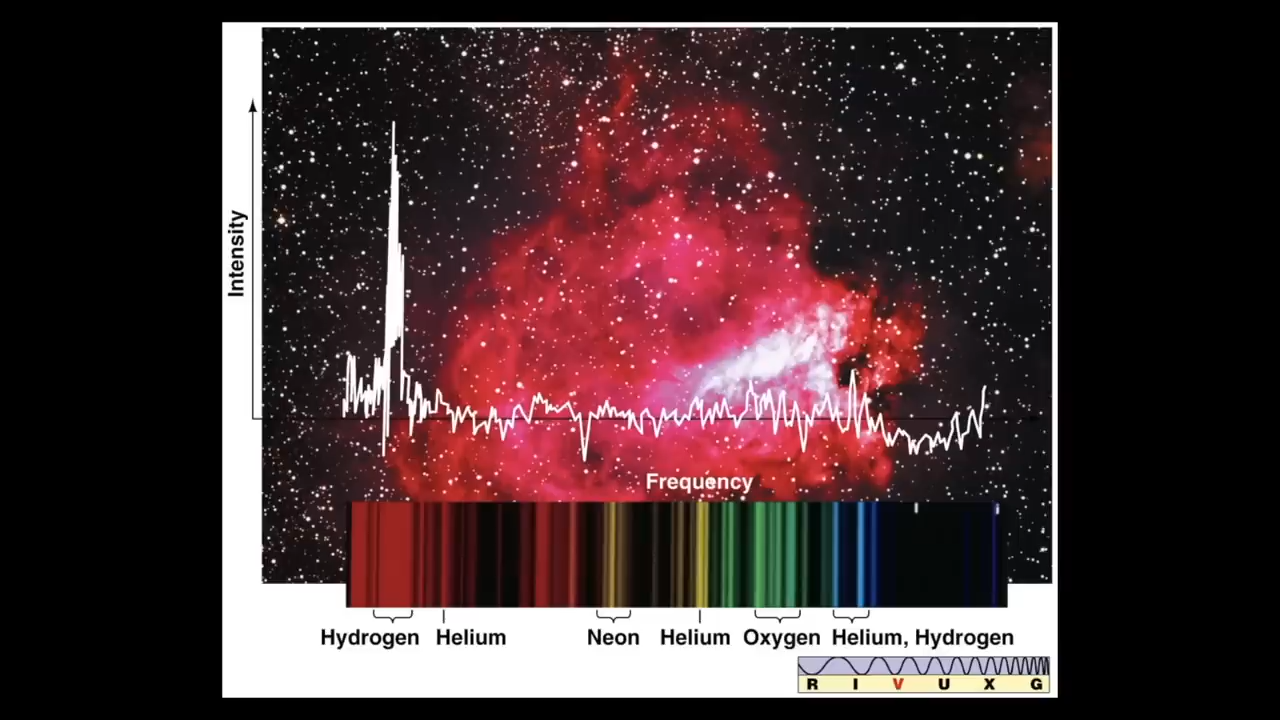 Intensity
Frequency
Hydrogen Helium Neon Helium Oxygen Helium, Hydrogen
R I V U X G